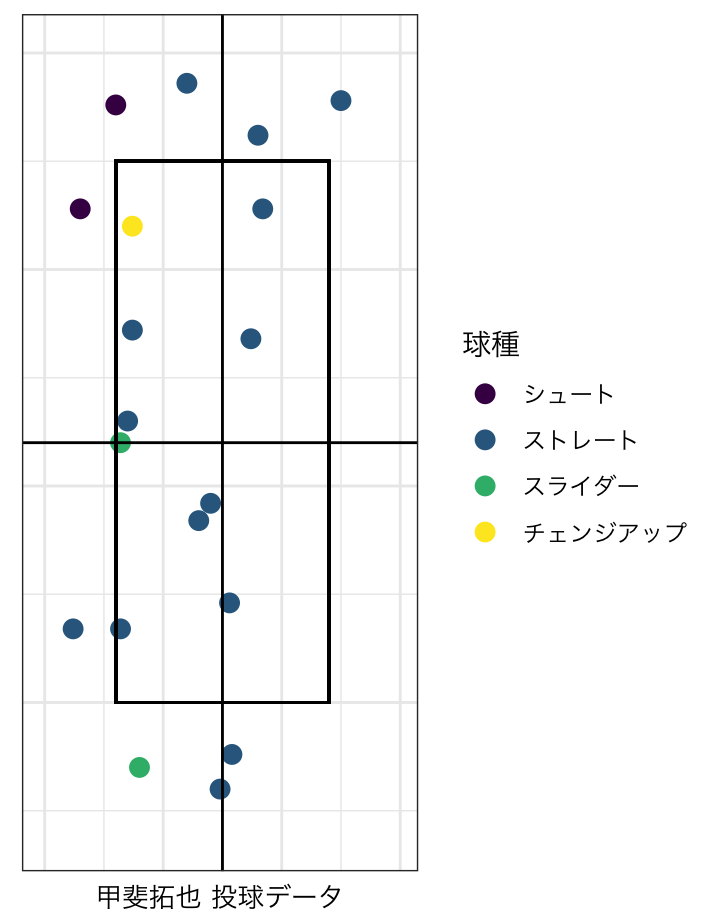 球種
シュート
ストレート
スライダー
チェンジアップ
甲斐拓也 投球データ